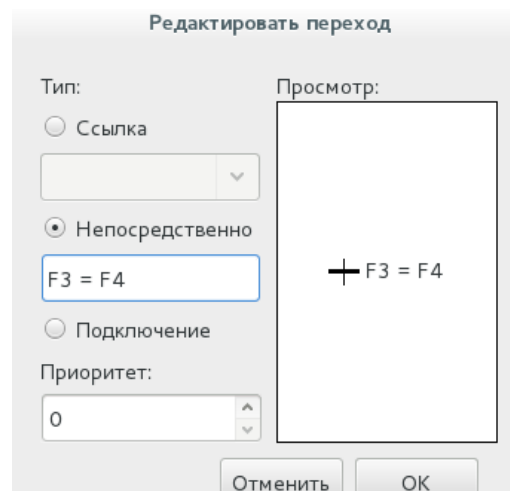 Редактировать переход
Тип:
Просмотр:
Ссылка
Непосредственно
F3 = F4
F3 = F4
Подключение
Приоритет:
0
Отменить
OK